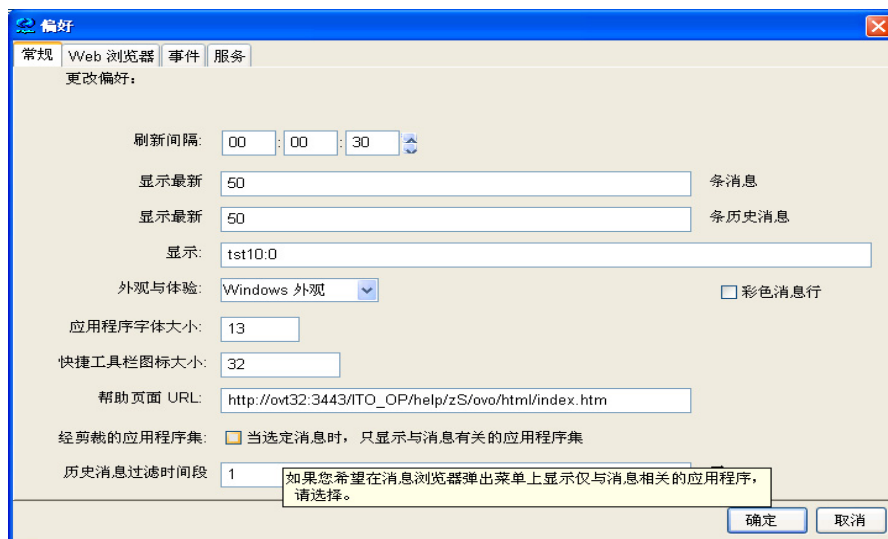 偏好
常规 Web 浏览器 事件 服务
更改偏好：
刷新间隔: 00 : 00 : 30
显示最新 50 条消息
显示最新 50 条历史消息
显示: tst10:0
外观与体验: Windows 外观 彩色消息行
应用程序字体大小: 13
快捷工具栏图标大小: 32
帮助页面 URL: http://ovt32:3443/ITO_OP/help/zS/ovo/html/index.htm
经剪裁的应用程序集: 当选定消息时，只显示与消息有关的应用程序集
历史消息过滤时间段 1
如果您希望在消息浏览器弹出菜单上显示仅与消息相关的应用程序，
请选择。
确定 取消